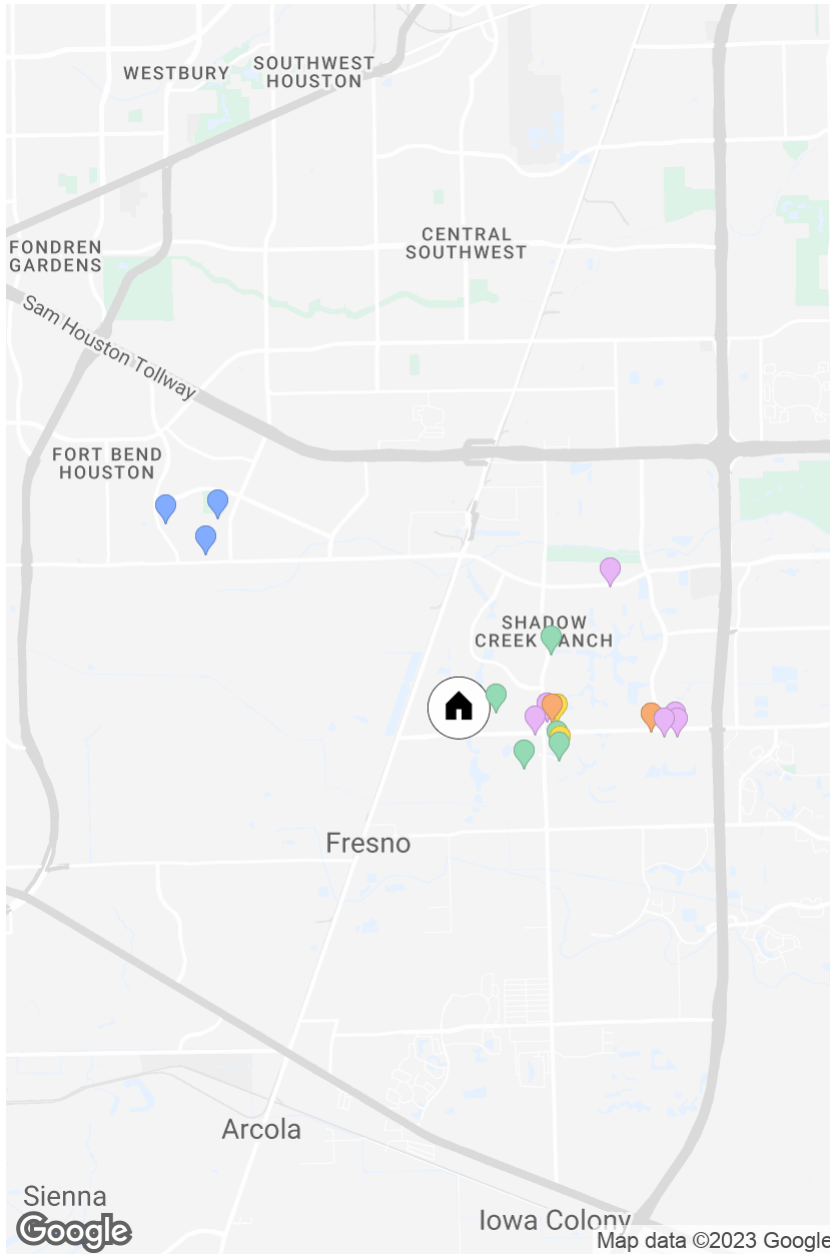 WESTBURY
SOUTHWEST
HOUSTON
FONDREN
GARDENS
CENTRAL
SOUTHWEST
Sam Houston Tollway
FORT BEND
HOUSTON
SHADOW
CREEK RANCH
Fresno
Arcola
Sienna
Iowa Colony
Google
Map data ©2023 Google